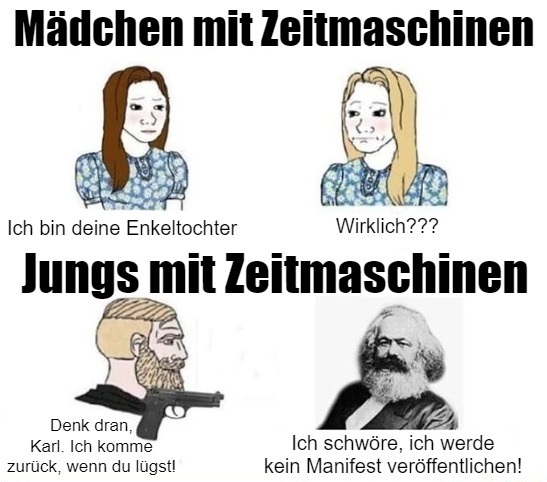 Mädchen mit Zeitmaschinen
Ich bin deine Enkeltochter
Wirklich???
Jungs mit Zeitmaschinen
Denk dran,
Karl. Ich komme
zurück, wenn du lügst!
Ich schwöre, ich werde
kein Manifest veröffentlichen!